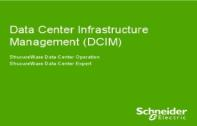 Data Center Infrastructure
Management (DCIM)
StruxureWare Data Center Operation
StruxureWare Data Center Expert
Schneider
Electric